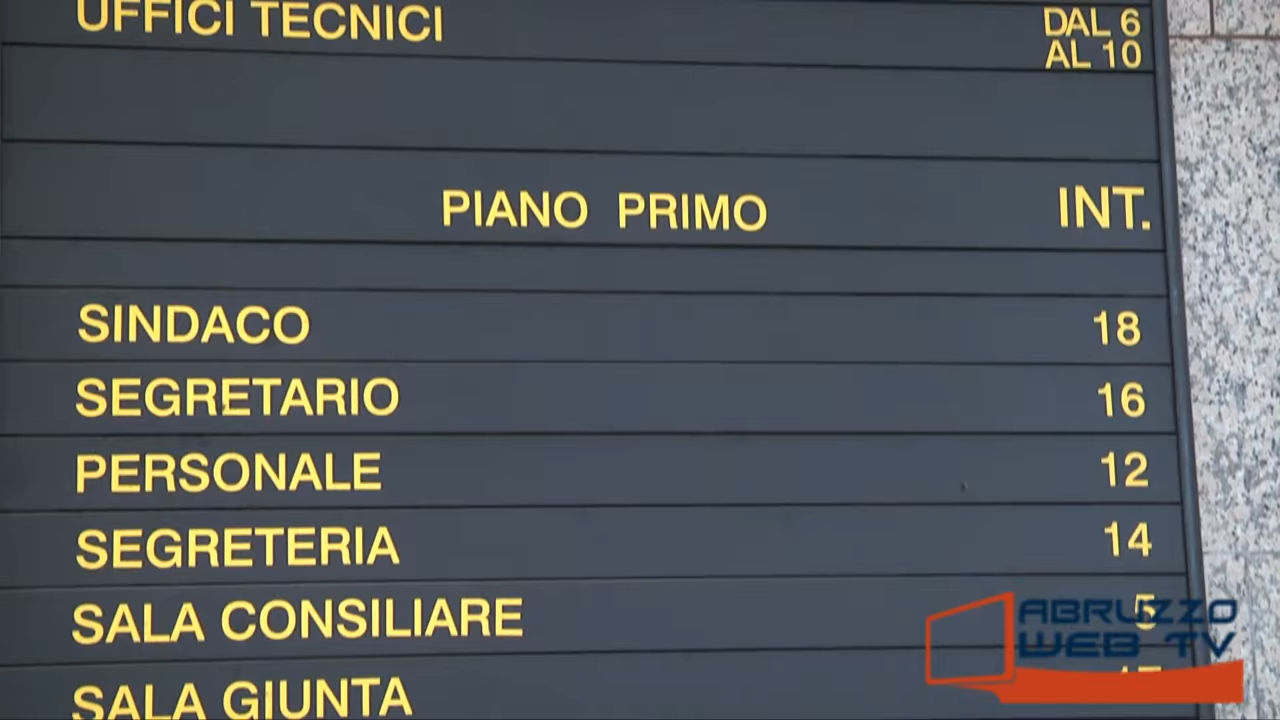 UFFICI TECNICI DAL 6
AL 10
PIANO PRIMO INT.
SINDACO 18
SEGRETARIO 16
PERSONALE 12
SEGRETERIA 14
SALA CONSILIARE 5
SALA GIUNTA
ABRUZZO
WEB TV